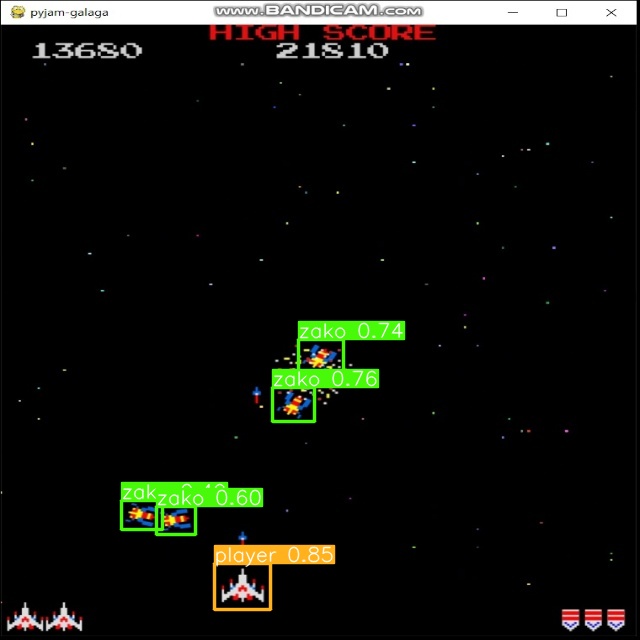 pyjam-galaga
www.BANDICAM.com
HIGH SCORE
13680 21810
zako 0.74
zako 0.76
zako 0.60
player 0.85